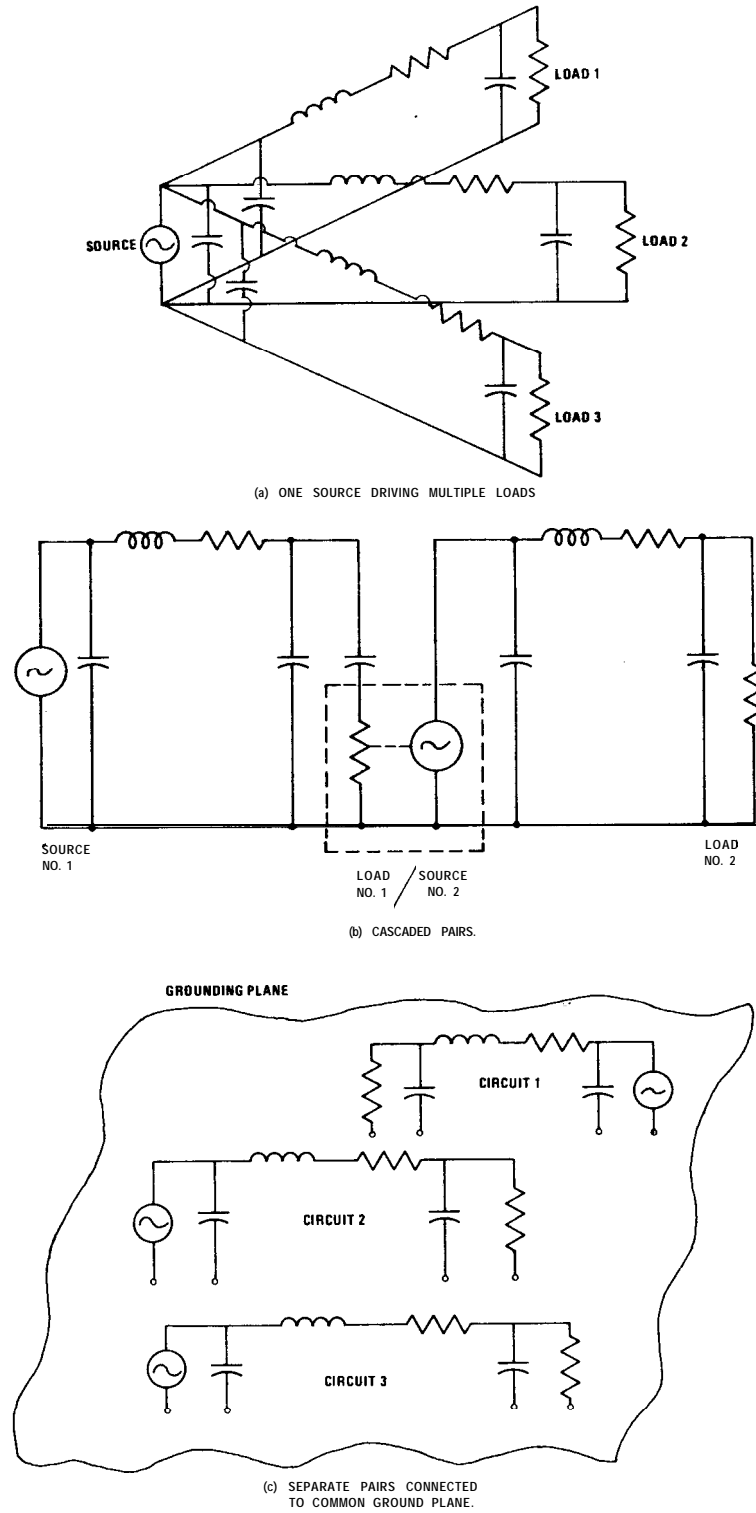 LOAD 1
SOURCE
LOAD 2
LOAD 3
(a) ONE SOURCE DRIVING MULTIPLE LOADS
SOURCE
NO. 1
LOAD
NO. 1
SOURCE
NO. 2
LOAD
NO. 2
(b) CASCADED PAIRS.
GROUNDING PLANE
CIRCUIT 1
CIRCUIT 2
CIRCUIT 3
(c) SEPARATE PAIRS CONNECTED
TO COMMON GROUND PLANE.